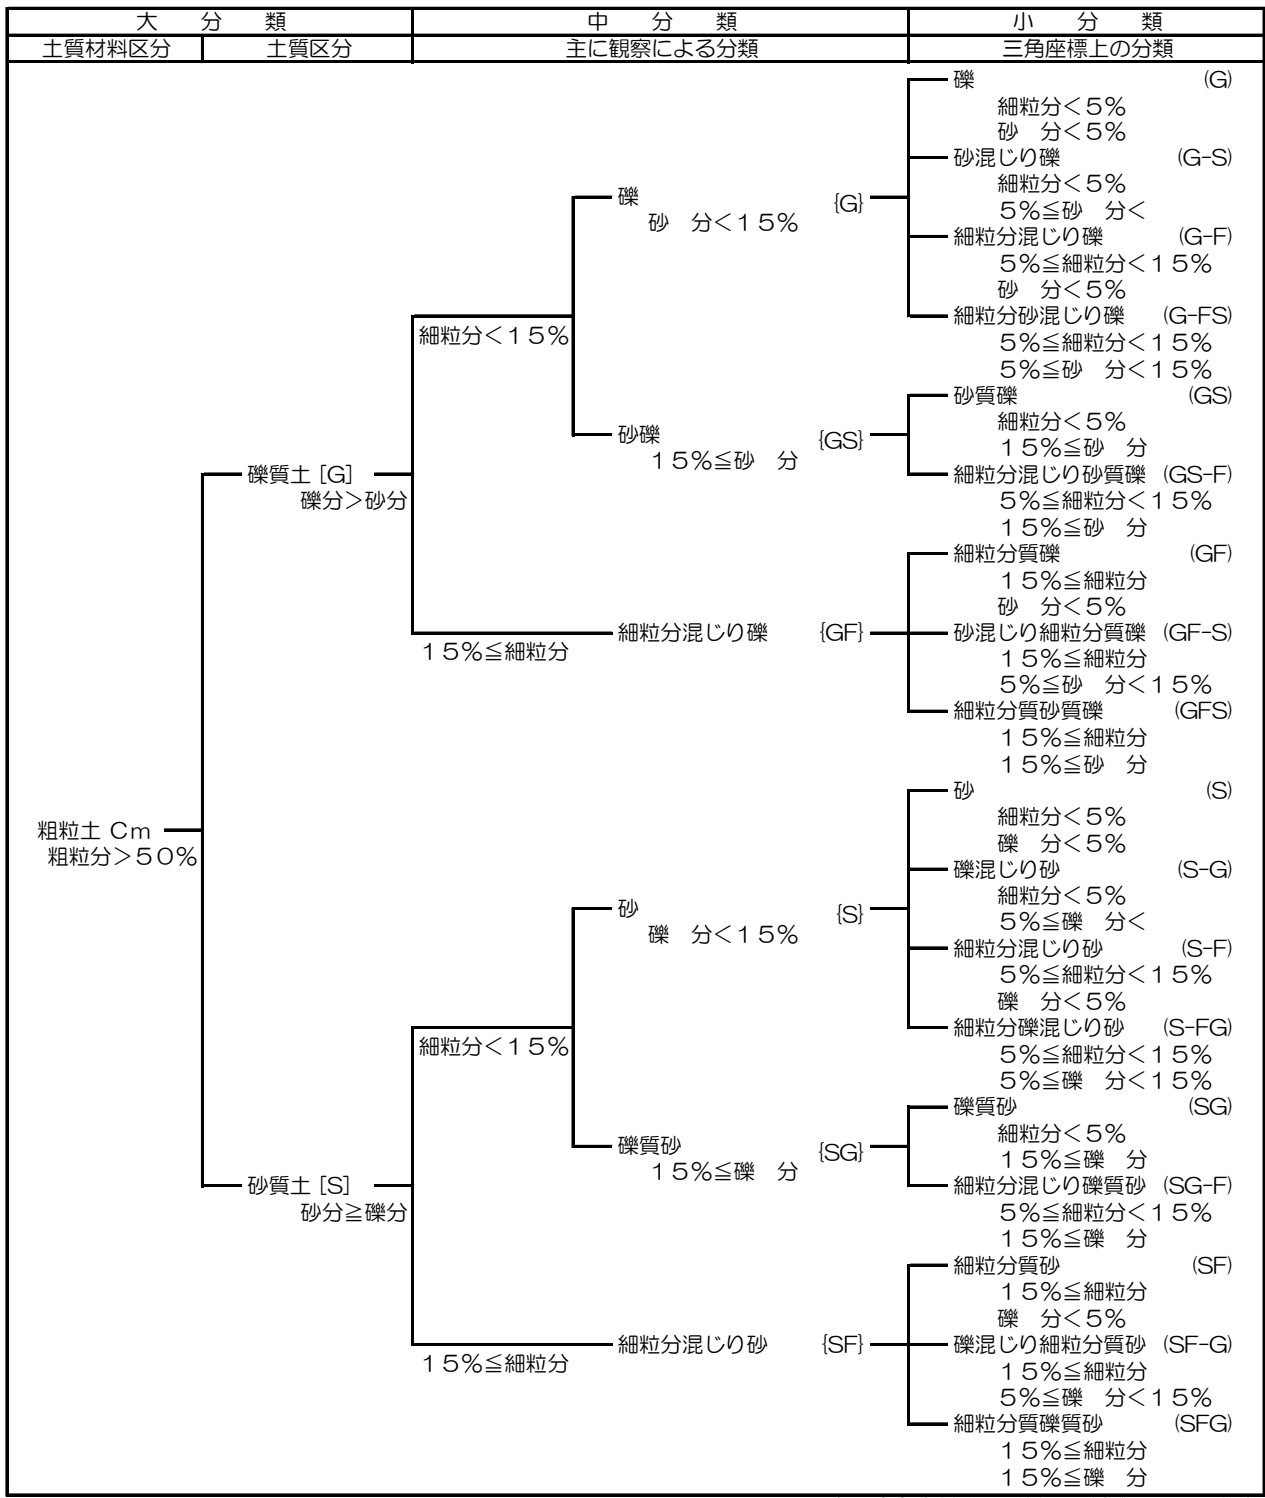 大　分　類　中　分　類　小　分　類
土質材料区分　土質区分　主に観察による分類　三角座標上の分類
礫　(G)
細粒分＜５％
砂　分＜５％
砂混じり礫　(G-S)
細粒分＜５％
５％≦砂　分＜
礫　{G}
砂　分＜１５％
細粒分混じり礫　(G-F)
５％≦細粒分＜１５％
砂　分＜５％
細粒分砂混じり礫　(G-FS)
５％≦細粒分＜１５％
５％≦砂　分＜１５％
細粒分＜１５％
砂質礫　(GS)
細粒分＜５％
１５％≦砂　分
砂礫　{GS}
１５％≦砂　分
細粒分混じり砂質礫　(GS-F)
５％≦細粒分＜１５％
１５％≦砂　分
礫質土 [G]
礫分＞砂分
細粒分質礫　(GF)
１５％≦細粒分
砂　分＜５％
１５％≦細粒分
細粒分混じり礫　{GF}
砂混じり細粒分質礫　(GF-S)
１５％≦細粒分
５％≦砂　分＜１５％
細粒分質砂質礫　(GFS)
１５％≦細粒分
１５％≦砂　分
粗粒土 Cm
粗粒分＞５０％
砂　(S)
細粒分＜５％
礫　分＜５％
礫混じり砂　(S-G)
細粒分＜５％
５％≦礫　分＜
砂　{S}
礫　分＜１５％
細粒分混じり砂　(S-F)
５％≦細粒分＜１５％
礫　分＜５％
細粒分礫混じり砂　(S-FG)
５％≦細粒分＜１５％
５％≦礫　分＜１５％
細粒分＜１５％
礫質砂　(SG)
細粒分＜５％
１５％≦礫　分
礫質砂　{SG}
１５％≦礫　分
細粒分混じり礫質砂　(SG-F)
５％≦細粒分＜１５％
１５％≦礫　分
砂質土 [S]
砂分≧礫分
細粒分質砂　(SF)
１５％≦細粒分
礫　分＜５％
１５％≦細粒分
細粒分混じり砂　{SF}
礫混じり細粒分質砂　(SF-G)
１５％≦細粒分
５％≦礫　分＜１５％
細粒分質礫質砂　(SFG)
１５％≦細粒分
１５％≦礫　分